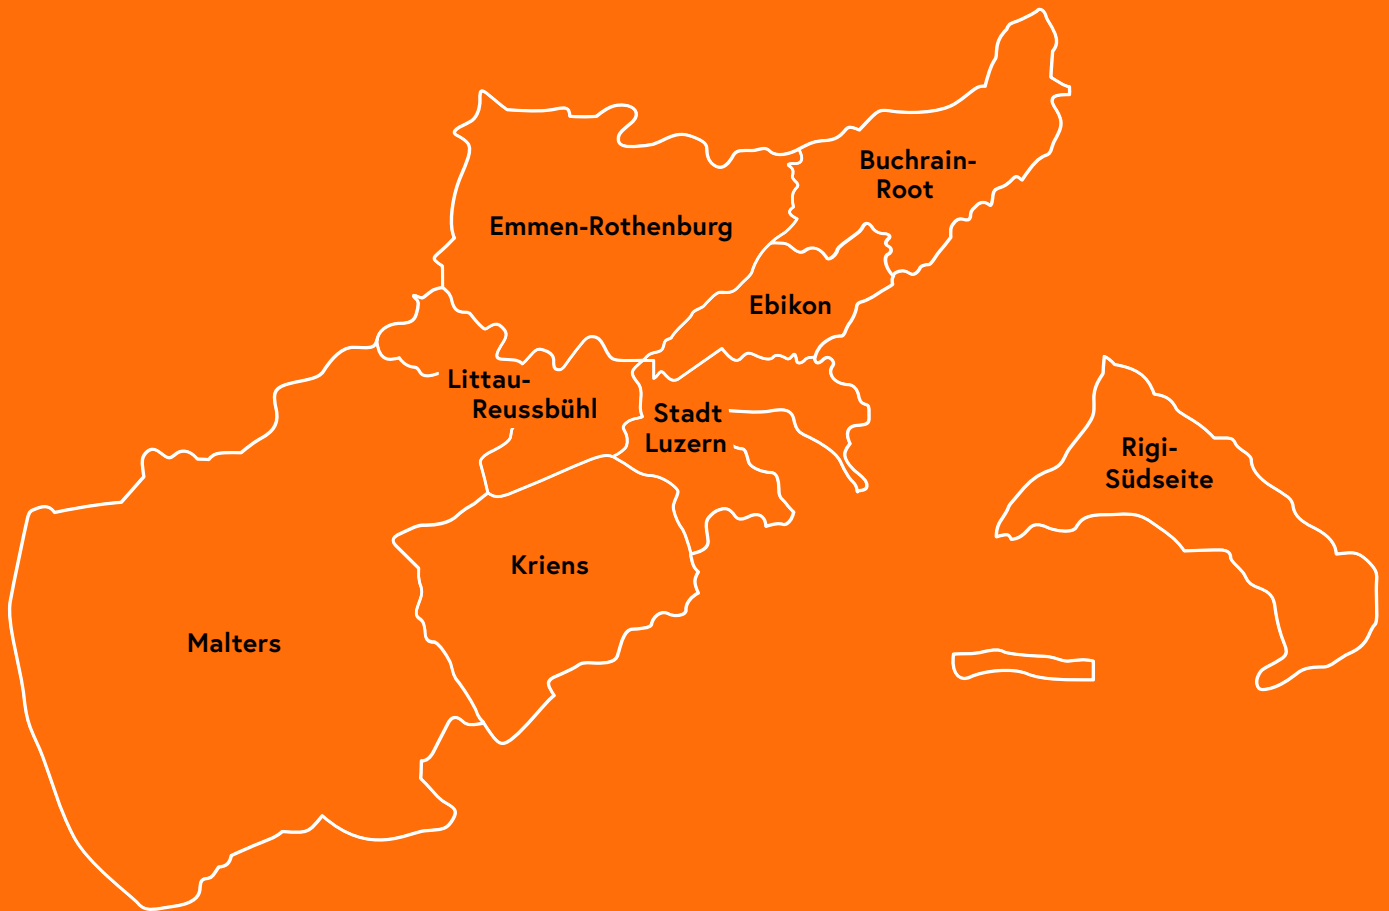 Buchrain-
Root
Emmen-Rothenburg
Ebikon
Littau-
Reussbühl
Stadt
Luzern
Rigi-
Südseite
Kriens
Malters